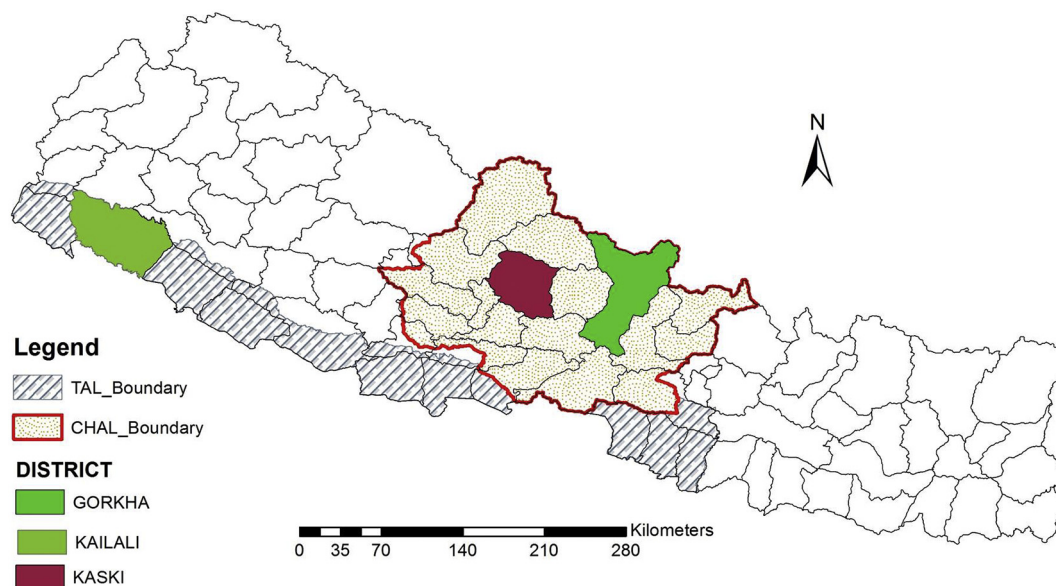 N
Legend
TAL_Boundary
CHAL_Boundary
DISTRICT
GORKHA
KAILALI
KASKI
Kilometers
0 35 70 140 210 280